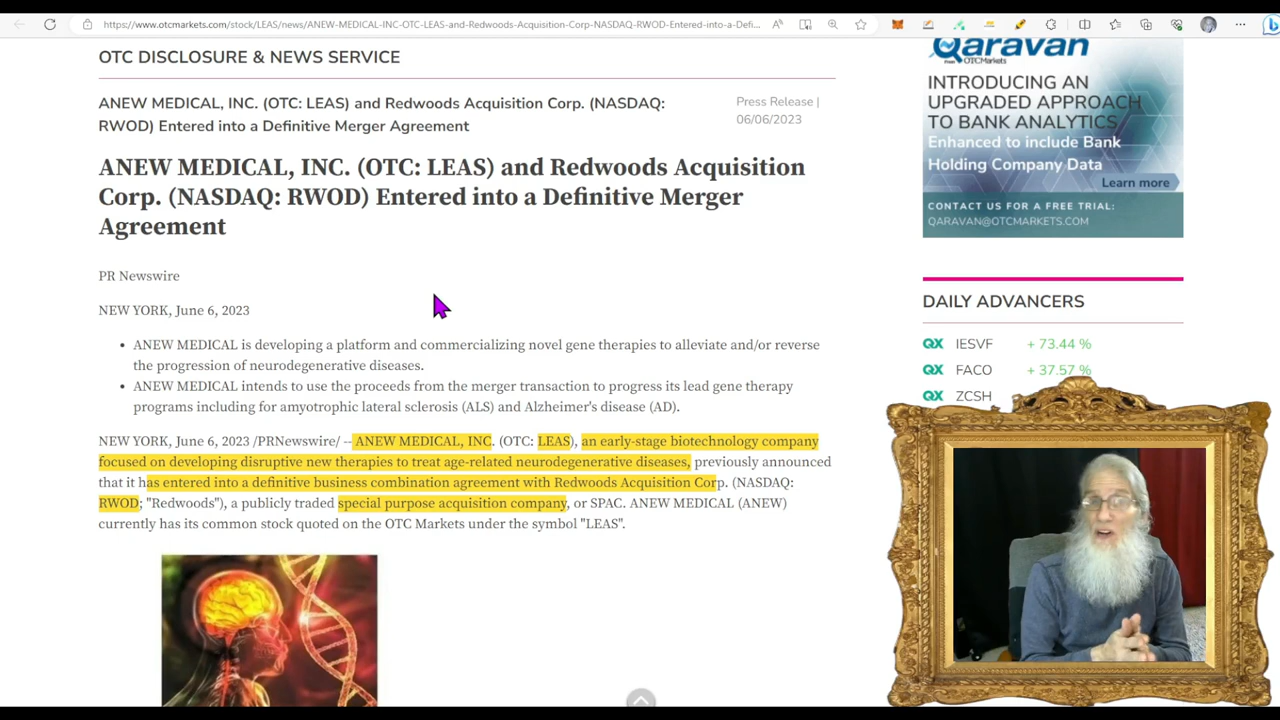 https://www.otcmarkets.com/stock/LEAS/news/ANEW-MEDICAL-INC-OTC-LEAS-and-Redwoods-Acquisition-Corp-NASDAQ-RWOD-Entered-into-a-Defi...
OTC DISCLOSURE & NEWS SERVICE
ANEW MEDICAL, INC. (OTC: LEAS) and Redwoods Acquisition Corp. (NASDAQ:
RWOD) Entered into a Definitive Merger Agreement
Press Release |
06/06/2023
ANEW MEDICAL, INC. (OTC: LEAS) and Redwoods Acquisition
Corp. (NASDAQ: RWOD) Entered into a Definitive Merger
Agreement
PR Newswire
NEW YORK, June 6, 2023
• ANEW MEDICAL is developing a platform and commercializing novel gene therapies to alleviate and/or reverse
the progression of neurodegenerative diseases.
• ANEW MEDICAL intends to use the proceeds from the merger transaction to progress its lead gene therapy
programs including for amyotrophic lateral sclerosis (ALS) and Alzheimer's disease (AD).
NEW YORK, June 6, 2023 /PRNewswire/ -- ANEW MEDICAL, INC. (OTC: LEAS), an early-stage biotechnology company
focused on developing disruptive new therapies to treat age-related neurodegenerative diseases, previously announced
that it has entered into a definitive business combination agreement with Redwoods Acquisition Corp. (NASDAQ:
RWOD; "Redwoods"), a publicly traded special purpose acquisition company, or SPAC. ANEW MEDICAL (ANEW)
currently has its common stock quoted on the OTC Markets under the symbol "LEAS".
Qaravan
from OTCMarkets
INTRODUCING AN
UPGRADED APPROACH
TO BANK ANALYTICS
Enhanced to include Bank
Holding Company Data
Learn more
CONTACT US FOR A FREE TRIAL:
QARAVAN@OTCMARKETS.COM
DAILY ADVANCERS
QX IESVF + 73.44 %
QX FACO + 37.57 %
QX ZCSH